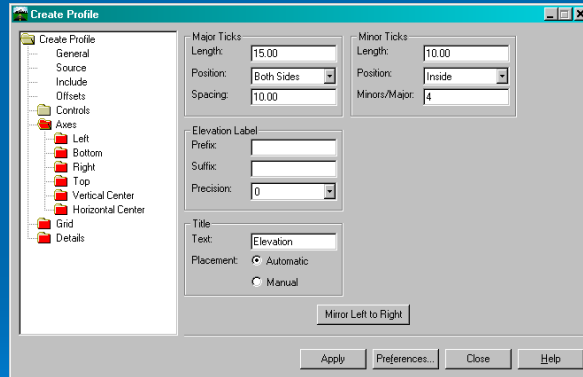 Create Profile
Create Profile
General
Source
Include
Offsets
Controls
Axes
Left
Bottom
Right
Top
Vertical Center
Horizontal Center
Grid
Details
Major Ticks
Length: 15.00
Position: Both Sides
Spacing: 10.00
Minor Ticks
Length: 10.00
Position: Inside
Minors/Major: 4
Elevation Label
Prefix:
Suffix:
Precision: 0
Title
Text: Elevation
Placement: Automatic
Manual
Mirror Left to Right
Apply Preferences... Close Help